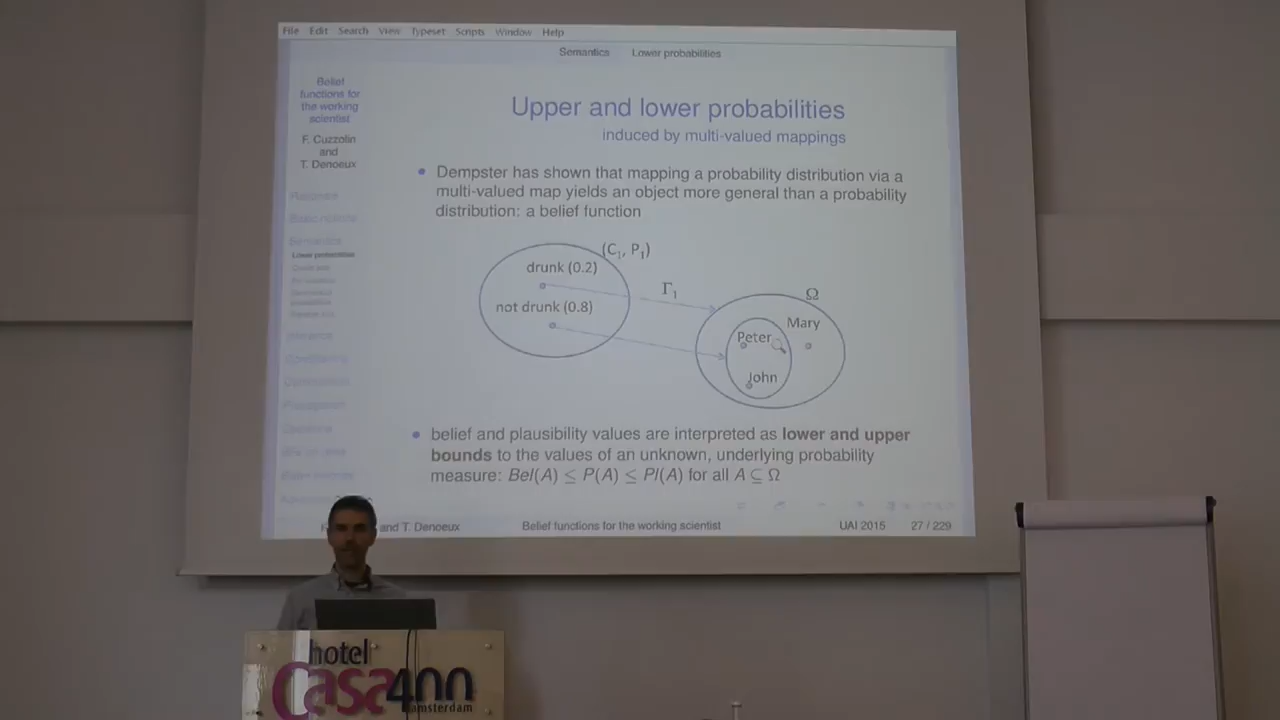 File Edit Search View Typeset Scripts Window Help
Semantics Lower probabilities
Belief
functions for
the working
scientist
F. Cuzzolin
and
T. Denoeux
Semantics
Lower probabilities
Inference
Conditioning
Upper and lower probabilities
induced by multi-valued mappings
• Dempster has shown that mapping a probability distribution via a
multi-valued map yields an object more general than a probability
distribution: a belief function
(C₁, P₁)
drunk (0.2)
not drunk (0.8)
Γ₁
Ω
Mary
Peter
John
• belief and plausibility values are interpreted as lower and upper
bounds to the values of an unknown, underlying probability
measure: Bel(A) ≤ P(A) ≤ Pl(A) for all A ⊆ Ω
and T. Denoeux Belief functions for the working scientist UAI 2015 27 / 229
hotel
Casa400
amsterdam